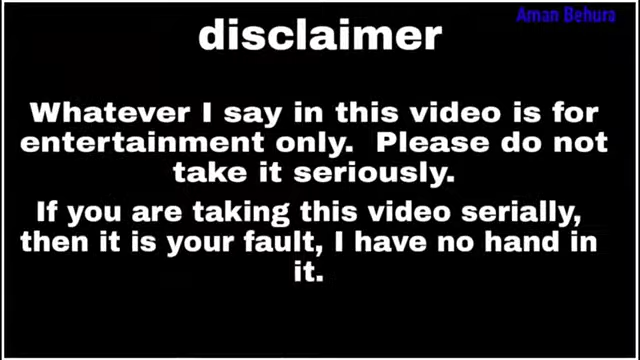 Aman Behura
disclaimer
Whatever I say in this video is for
entertainment only. Please do not
take it seriously.
If you are taking this video serially,
then it is your fault, I have no hand in
it.